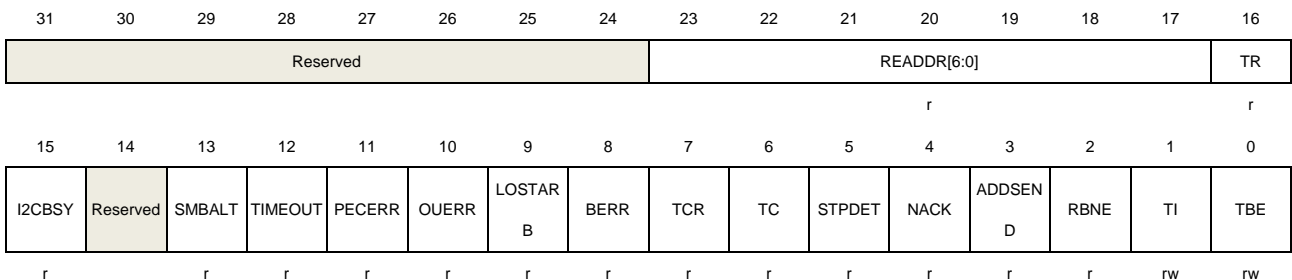 31 30 29 28 27 26 25 24 23 22 21 20 19 18 17 16
Reserved READDR[6:0] TR
r r
15 14 13 12 11 10 9 8 7 6 5 4 3 2 1 0
I2CBSY Reserved SMBALT TIMEOUT PECERR OUERR LOSTAR BERR TCR TC STPDET NACK ADDSEN RBNE TI TBE
B D
r r r r r r r r r r r r r rw rw